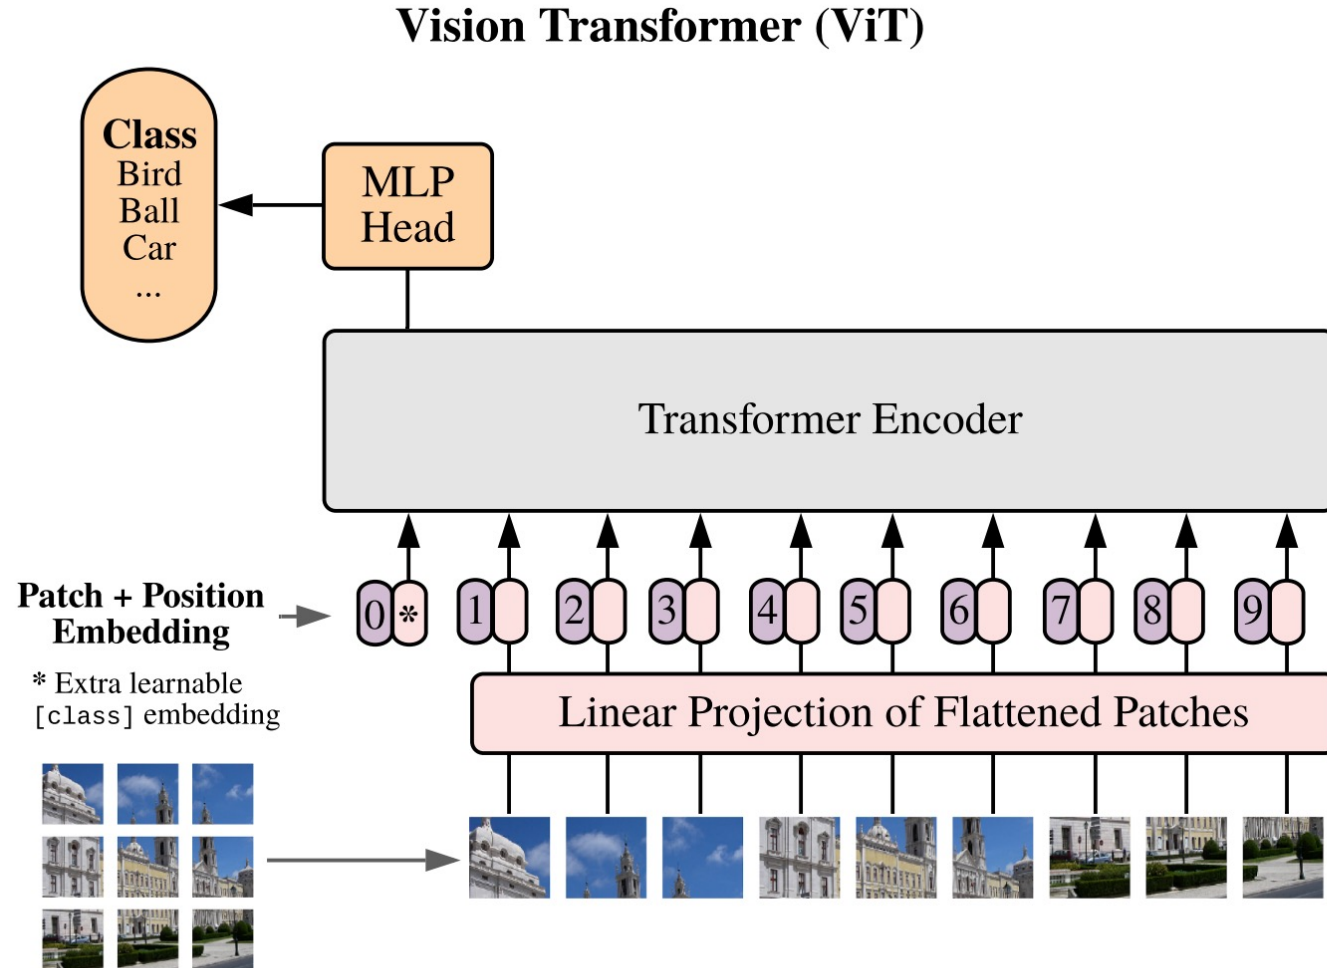 Vision Transformer (ViT)
Class
Bird
Ball
Car
...
MLP
Head
Transformer Encoder
Patch + Position
Embedding
* Extra learnable
[class] embedding
0 * 1 2 3 4 5 6 7 8 9
Linear Projection of Flattened Patches